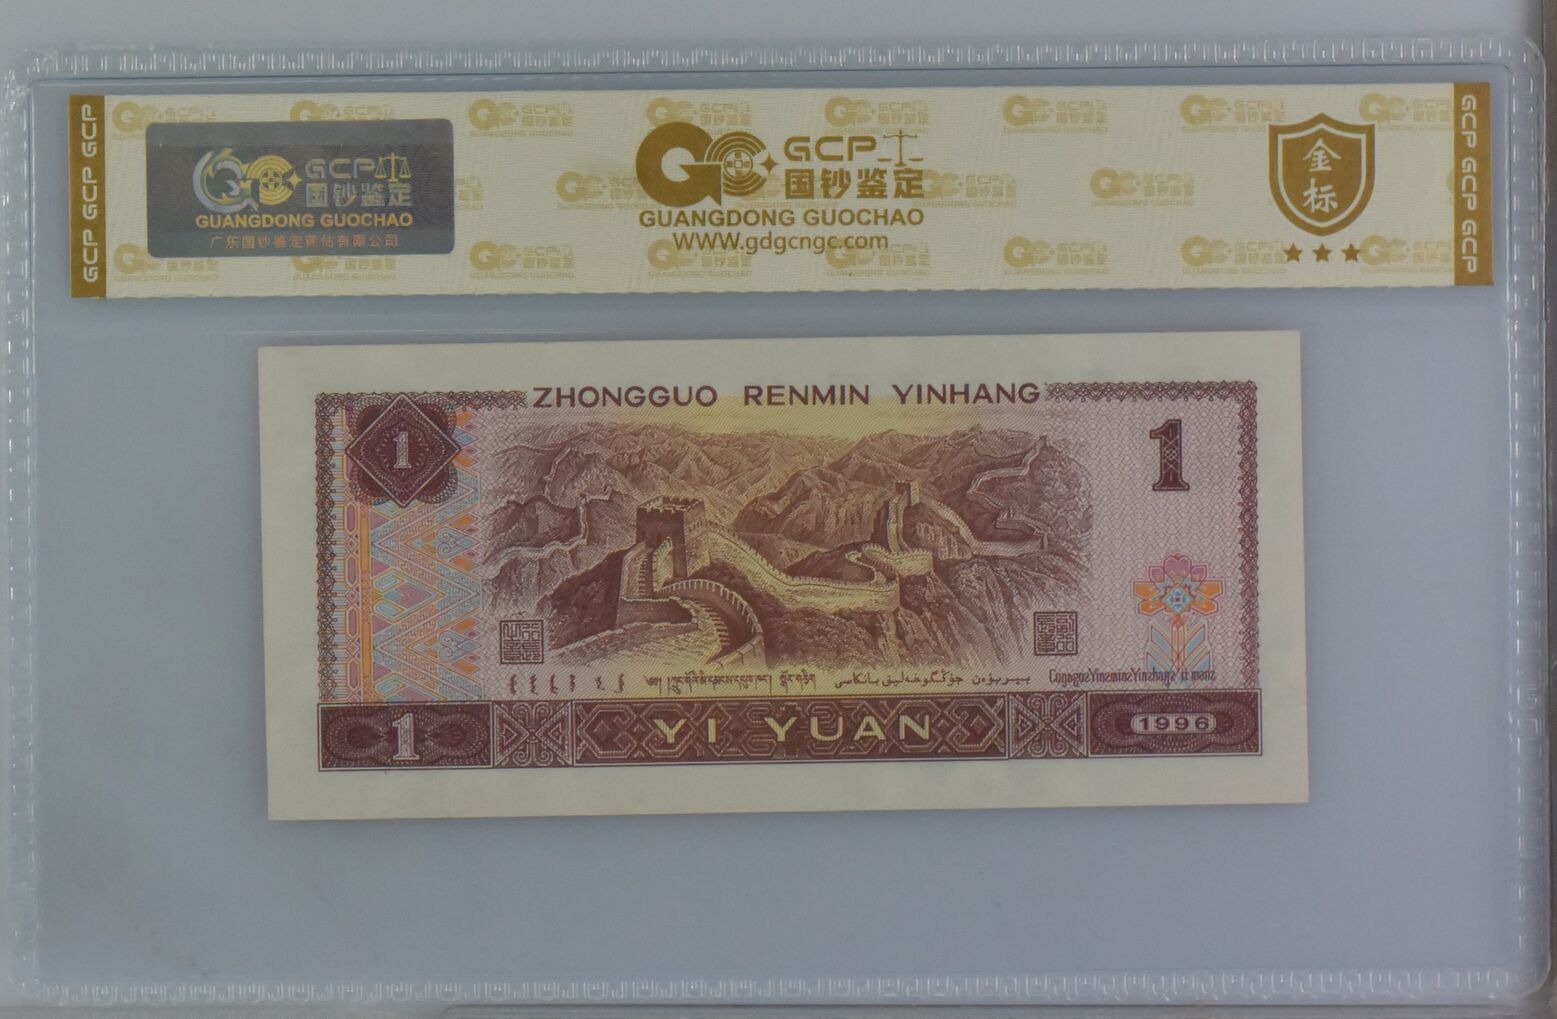 GCP GCP GCP
GCP
国钞鉴定
GUANGDONG GUOCHAO
广东国钞鉴定评估有限公司
GCP
国钞鉴定
GUANGDONG GUOCHAO
WWW.gdgcngc.com
金
标
GCP GCP GCP
ZHONGGUO RENMIN YINHANG
1
1
YI YUAN
1
1996